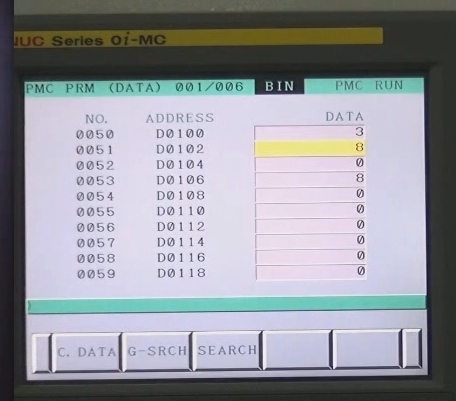 UC Series 0i-MC
PMC PRM (DATA) 001/006 BIN PMC RUN
NO. ADDRESS DATA
0050 D0100 3
0051 D0102 8
0052 D0104 0
0053 D0106 8
0054 D0108 0
0055 D0110 0
0056 D0112 0
0057 D0114 0
0058 D0116 0
0059 D0118 0
C. DATA G-SRCH SEARCH